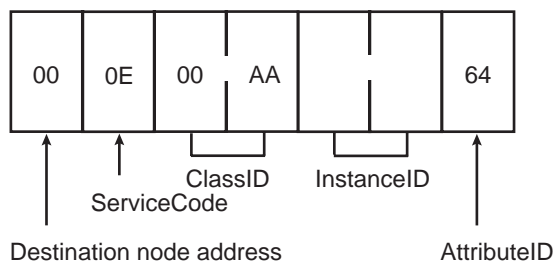 00 0E 00 AA 64
ClassID InstanceID
ServiceCode
Destination node address AttributeID